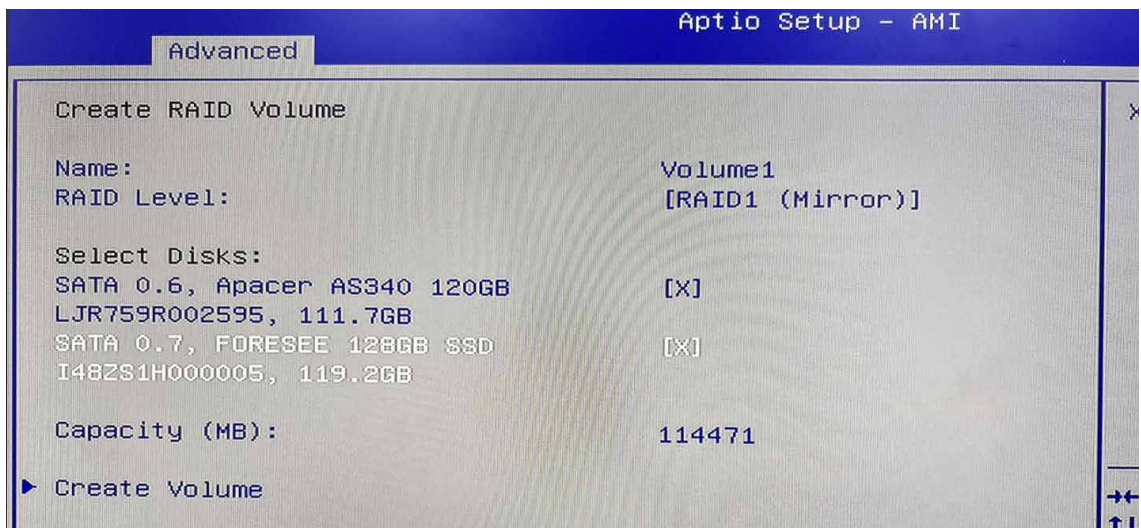 Aptio Setup – AMI
Advanced
Create RAID Volume
Name: Volume1
RAID Level: [RAID1 (Mirror)]
Select Disks:
SATA 0.6, Apacer AS340 120GB [X]
LJR759R002595, 111.7GB
SATA 0.7, FORESEE 128GB SSD [X]
I48ZS1H000005, 119.2GB
Capacity (MB): 114471
Create Volume